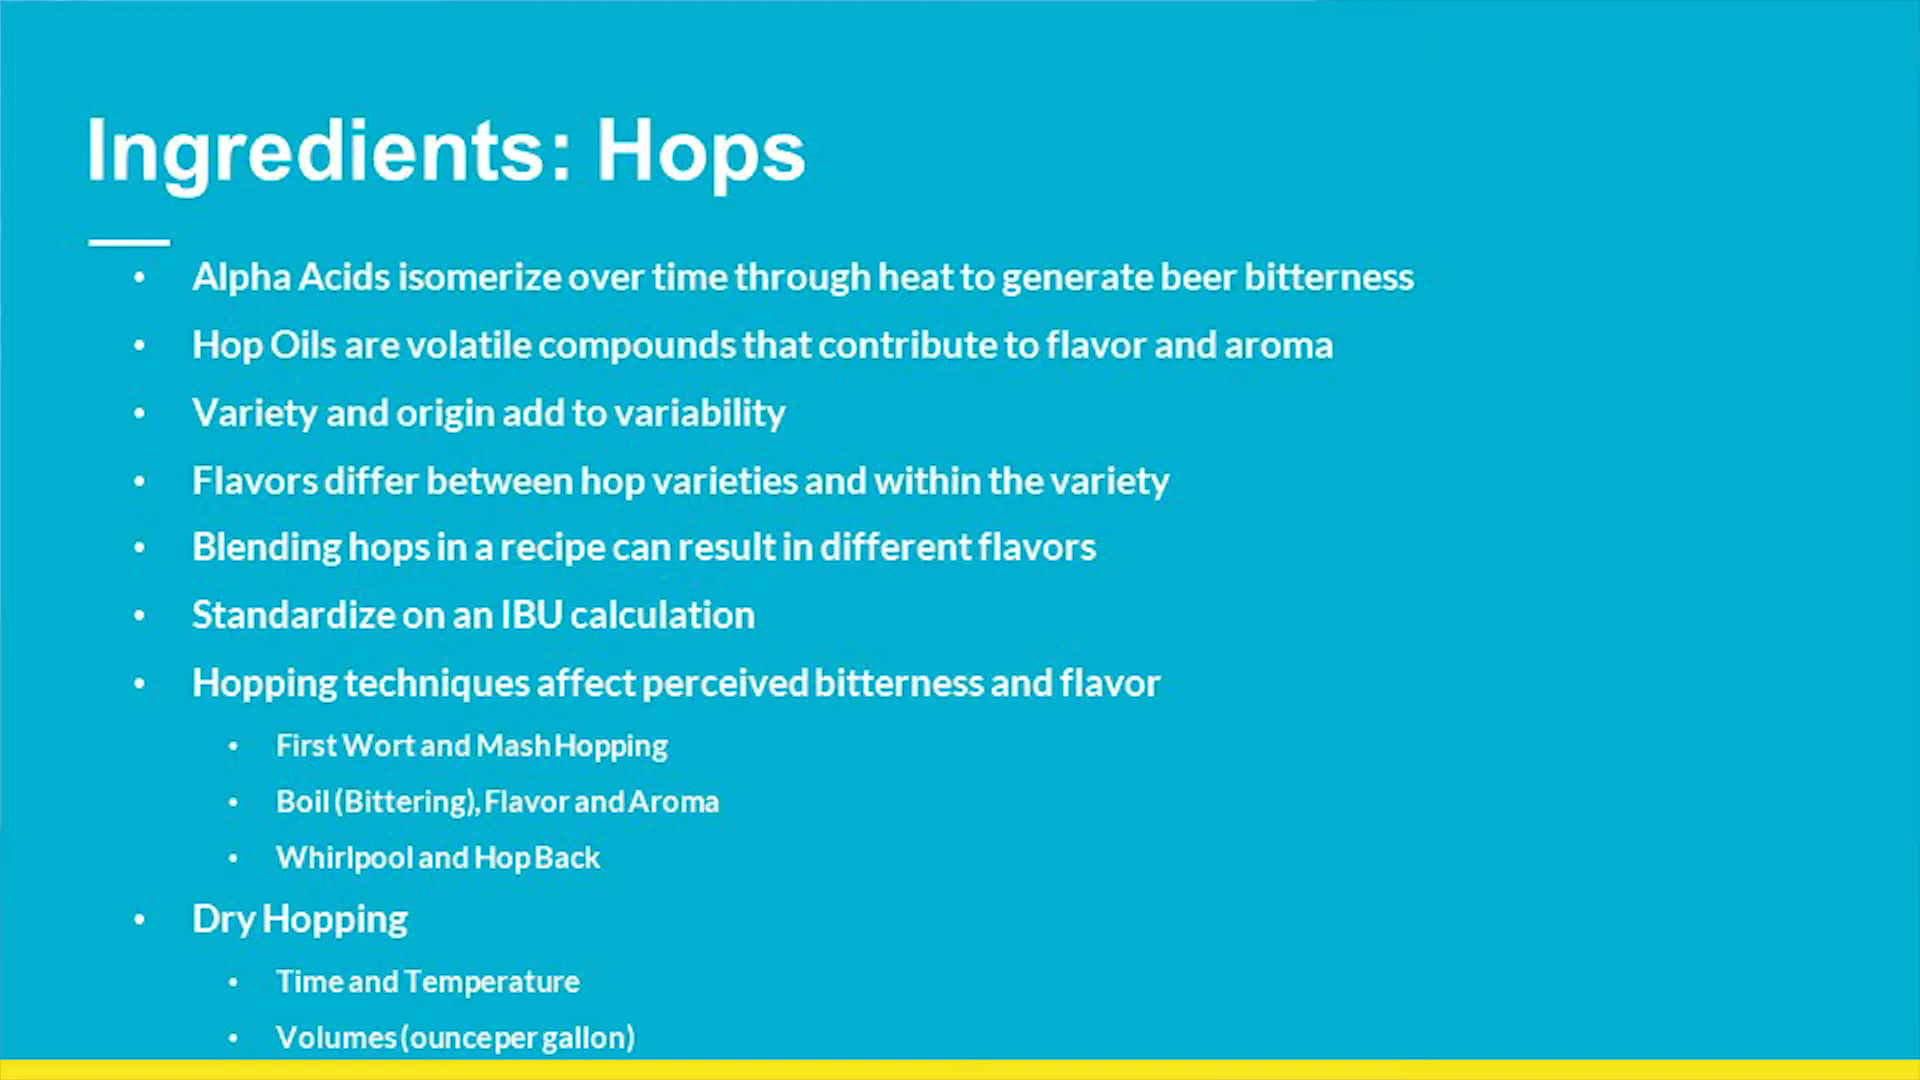 Ingredients: Hops
• Alpha Acids isomerize over time through heat to generate beer bitterness
• Hop Oils are volatile compounds that contribute to flavor and aroma
• Variety and origin add to variability
• Flavors differ between hop varieties and within the variety
• Blending hops in a recipe can result in different flavors
• Standardize on an IBU calculation
• Hopping techniques affect perceived bitterness and flavor
• First Wort and Mash Hopping
• Boil (Bittering), Flavor and Aroma
• Whirlpool and Hop Back
• Dry Hopping
• Time and Temperature
• Volumes (ounce per gallon)